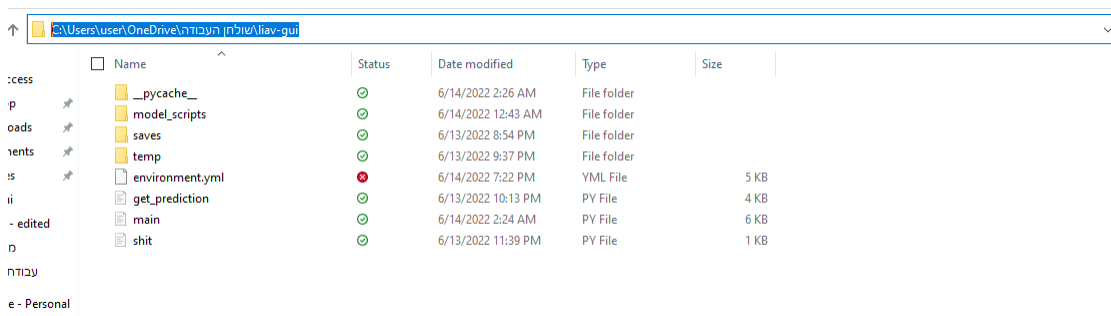 C:\Users\user\OneDrive\שולחן העבודה\liav-gui
Name Status Date modified Type Size
__pycache__ 6/14/2022 2:26 AM File folder
model_scripts 6/14/2022 12:43 AM File folder
saves 6/13/2022 8:54 PM File folder
temp 6/13/2022 9:37 PM File folder
environment.yml 6/14/2022 7:22 PM YML File 5 KB
get_prediction 6/13/2022 10:13 PM PY File 4 KB
main 6/14/2022 2:24 AM PY File 6 KB
shit 6/13/2022 11:39 PM PY File 1 KB
ccess
op
loads
ments
es
ui
- edited
מ
עבודת
e - Personal